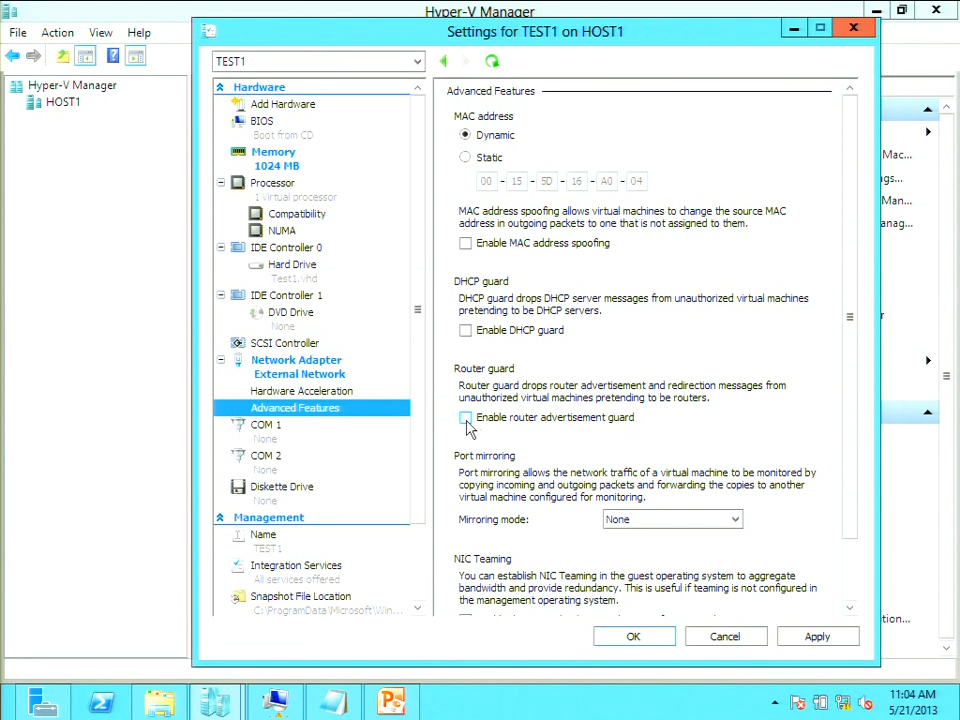 Hyper-V Manager
File Action View Help
Hyper-V Manager
HOST1
Settings for TEST1 on HOST1
TEST1
Hardware
Add Hardware
BIOS
Boot from CD
Memory
1024 MB
Processor
1 virtual processor
Compatibility
NUMA
IDE Controller 0
Hard Drive
Test1.vhd
IDE Controller 1
DVD Drive
None
SCSI Controller
Network Adapter
External Network
Hardware Acceleration
Advanced Features
COM 1
None
COM 2
None
Diskette Drive
None
Management
Name
TEST1
Integration Services
All services offered
Snapshot File Location
C:\ProgramData\Microsoft\Win...
Advanced Features
MAC address
Dynamic
Static
00 - 15 - 5D - 16 - A0 - 04
MAC address spoofing allows virtual machines to change the source MAC
address in outgoing packets to one that is not assigned to them.
Enable MAC address spoofing
DHCP guard
DHCP guard drops DHCP server messages from unauthorized virtual machines
pretending to be DHCP servers.
Enable DHCP guard
Router guard
Router guard drops router advertisement and redirection messages from
unauthorized virtual machines pretending to be routers.
Enable router advertisement guard
Port mirroring
Port mirroring allows the network traffic of a virtual machine to be monitored by
copying incoming and outgoing packets and forwarding the copies to another
virtual machine configured for monitoring.
Mirroring mode:
None
NIC Teaming
You can establish NIC Teaming in the guest operating system to aggregate
bandwidth and provide redundancy. This is useful if teaming is not configured in
the management operating system.
OK
Cancel
Apply
Mac...
gs...
Man...
anag...
r
tion...
11:04 AM
5/21/2013